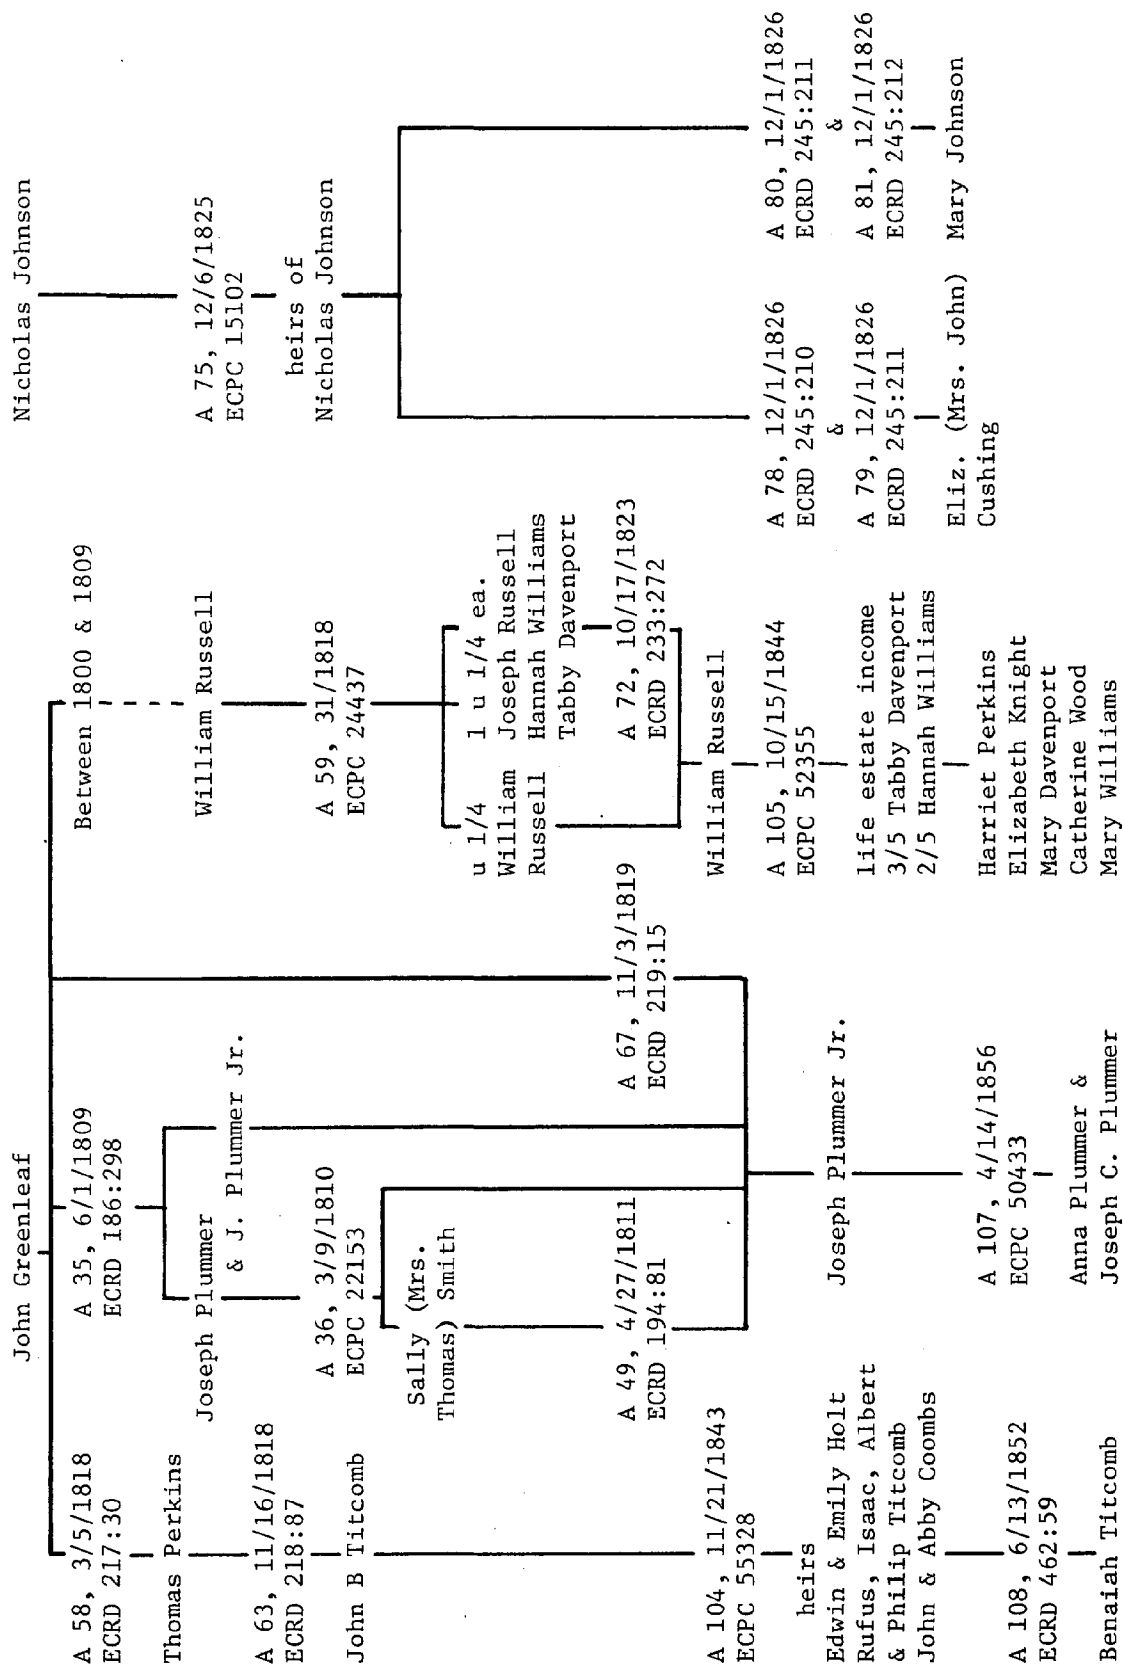 John Greenleaf
A 58, 3/5/1818
ECRD 217:30
Thomas Perkins
A 63, 11/16/1818
ECRD 218:87
John B Titcomb
A 104, 11/21/1843
ECPC 55328
heirs
Edwin & Emily Holt
Rufus, Isaac, Albert
& Philip Titcomb
John & Abby Coombs
A 108, 6/13/1852
ECRD 462:59
Benaiah Titcomb
A 35, 6/1/1809
ECRD 186:298
Joseph Plummer
& J. Plummer Jr.
A 36, 3/9/1810
ECPC 22153
Sally (Mrs.
Thomas) Smith
A 49, 4/27/1811
ECRD 194:81
A 67, 11/3/1819
ECRD 219:15
Joseph Plummer Jr.
A 107, 4/14/1856
ECPC 50433
Anna Plummer &
Joseph C. Plummer
Between 1800 & 1809
William Russell
A 59, 31/1818
ECPC 24437
u 1/4
William
Russell
1 u 1/4 ea.
Joseph Russell
Hannah Williams
Tabby Davenport
A 72, 10/17/1823
ECRD 233:272
William Russell
A 105, 10/15/1844
ECPC 52355
life estate income
3/5 Tabby Davenport
2/5 Hannah Williams
Harriet Perkins
Elizabeth Knight
Mary Davenport
Catherine Wood
Mary Williams
Nicholas Johnson
A 75, 12/6/1825
ECPC 15102
heirs of
Nicholas Johnson
A 78, 12/1/1826
ECRD 245:210
&
A 79, 12/1/1826
ECRD 245:211
Eliz. (Mrs. John)
Cushing
A 80, 12/1/1826
ECRD 245:211
&
A 81, 12/1/1826
ECRD 245:212
Mary Johnson